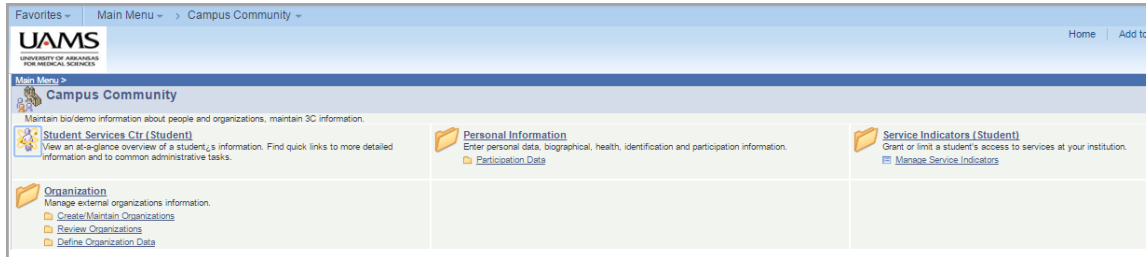 Favorites Main Menu > Campus Community
Home Add to
UAMS
UNIVERSITY OF ARKANSAS
FOR MEDICAL SCIENCES
Main Menu >
Campus Community
Maintain bio/demo information about people and organizations, maintain 3C information.
Student Services Ctr (Student)
View an at-a-glance overview of a student¿s information. Find quick links to more detailed
information and to common administrative tasks.
Personal Information
Enter personal data, biographical, health, identification and participation information.
Participation Data
Service Indicators (Student)
Grant or limit a student's access to services at your institution.
Manage Service Indicators
Organization
Manage external organizations information.
Create/Maintain Organizations
Review Organizations
Define Organization Data